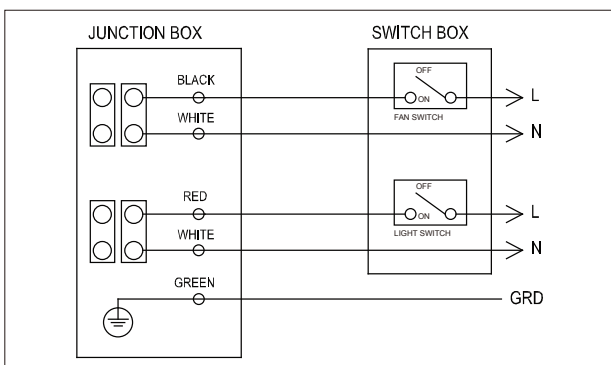 JUNCTION BOX
SWITCH BOX
BLACK
OFF
ON
L
FAN SWITCH
WHITE
N
RED
OFF
ON
L
LIGHT SWITCH
WHITE
N
GREEN
GRD